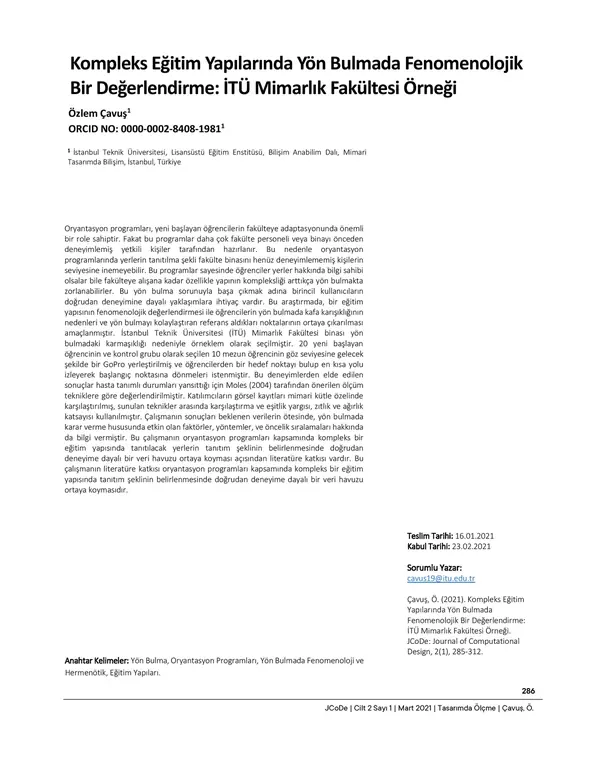 Kompleks Eğitim Yapılarında Yön Bulmada Fenomenolojik
Bir Değerlendirme: İTÜ Mimarlık Fakültesi Örneği
Özlem Çavuş1
ORCID NO: 0000-0002-8408-19811
1 İstanbul Teknik Üniversitesi, Lisansüstü Eğitim Enstitüsü, Bilişim Anabilim Dalı, Mimari
Tasarımda Bilişim, İstanbul, Türkiye
Oryantasyon programları, yeni başlayan öğrencilerin fakülteye adaptasyonunda önemli
bir role sahiptir. Fakat bu programlar daha çok fakülte personeli veya binayı önceden
deneyimlemiş yetkili kişiler tarafından hazırlanır. Bu nedenle oryantasyon
programlarında yerlerin tanıtılma şekli fakülte binasını henüz deneyimlememiş kişilerin
seviyesine inemeyebilir. Bu programlar sayesinde öğrenciler yerler hakkında bilgi sahibi
olsalar bile fakülteye alışana kadar özellikle yapının kompleksliği arttıkça yön bulmakta
zorlanabilirler. Bu yön bulma sorunuyla başa çıkmak adına birincil kullanıcıların
doğrudan deneyimine dayalı yaklaşımlara ihtiyaç vardır. Bu araştırmada, bir eğitim
yapısının fenomenolojik değerlendirmesi ile öğrencilerin yön bulmada kafa karışıklığının
nedenleri ve yön bulmayı kolaylaştıran referans aldıkları noktalarının ortaya çıkarılması
amaçlanmıştır. İstanbul Teknik Üniversitesi (İTÜ) Mimarlık Fakültesi binası yön
bulmadaki karmaşıklığı nedeniyle örneklem olarak seçilmiştir. 20 yeni başlayan
öğrencinin ve kontrol grubu olarak seçilen 10 mezun öğrencinin göz seviyesine gelecek
şekilde bir GoPro yerleştirilmiş ve öğrencilerden bir hedef noktayı bulup en kısa yolu
izleyerek başlangıç noktasına dönmeleri istenmiştir. Bu deneyimlerden elde edilen
sonuçlar hasta tanımlı durumları yansıttığı için Moles (2004) tarafından önerilen ölçüm
tekniklere göre değerlendirilmiştir. Katılımcıların görsel kayıtları mimari kütle özelinde
karşılaştırılmış, sunulan teknikler arasında karşılaştırma ve eşitlik yargısı, zıtlık ve ağırlık
katsayısı kullanılmıştır. Çalışmanın sonuçları beklenen verilerin ötesinde, yön bulmada
karar verme hususunda etkin olan faktörler, yöntemler, ve öncelik sıralamaları hakkında
da bilgi vermiştir. Bu çalışmanın oryantasyon programları kapsamında kompleks bir
eğitim yapısında tanıtılacak yerlerin tanıtım şeklinin belirlenmesinde doğrudan
deneyime dayalı bir veri havuzu ortaya koyması açısından literatüre katkısı vardır. Bu
çalışmanın literatüre katkısı oryantasyon programları kapsamında kompleks bir eğitim
yapısında tanıtım şeklinin belirlenmesinde doğrudan deneyime dayalı bir veri havuzu
ortaya koymasıdır.
Teslim Tarihi: 16.01.2021
Kabul Tarihi: 23.02.2021
Sorumlu Yazar:
cavus19@itu.edu.tr
Çavuş, Ö. (2021). Kompleks Eğitim
Yapılarında Yön Bulmada
Fenomenolojik Bir Değerlendirme:
İTÜ Mimarlık Fakültesi Örneği.
JCoDe: Journal of Computational
Design, 2(1), 285-312.
Anahtar Kelimeler: Yön Bulma, Oryantasyon Programları, Yön Bulmada Fenomenoloji ve
Hermenötik, Eğitim Yapıları.
286
JCoDe | Cilt 2 Sayı 1 | Mart 2021 | Tasarımda Ölçme | Çavuş, Ö.